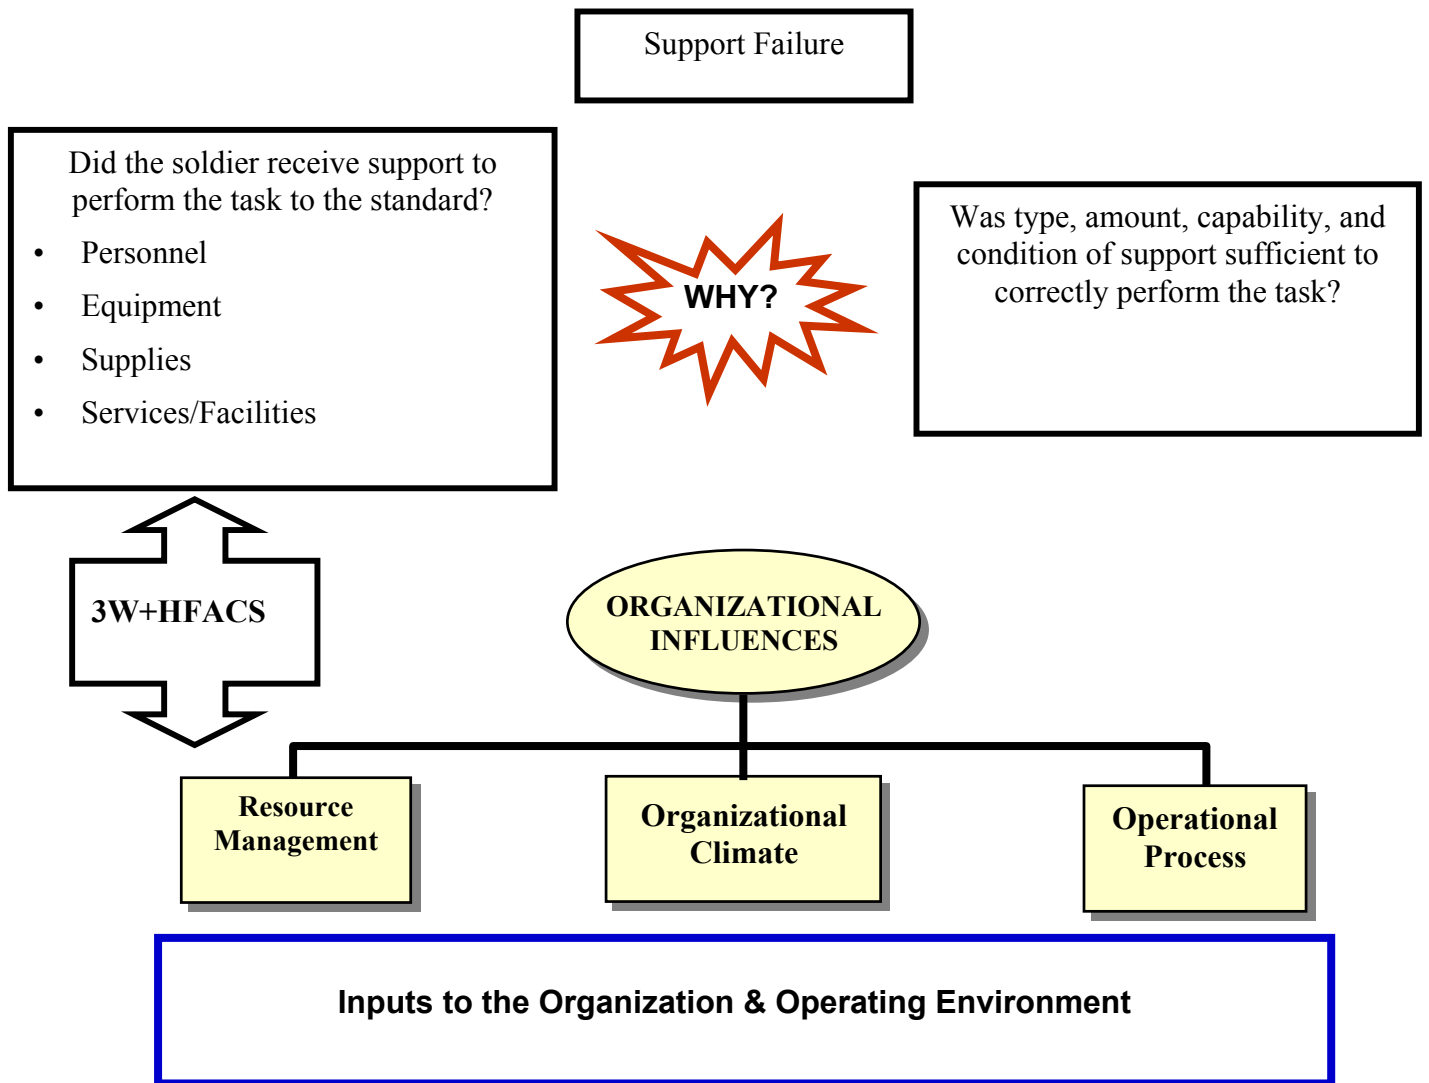 Support Failure
Did the soldier receive support to
perform the task to the standard?
• Personnel
• Equipment
• Supplies
• Services/Facilities
WHY?
Was type, amount, capability, and
condition of support sufficient to
correctly perform the task?
3W+HFACS
ORGANIZATIONAL
INFLUENCES
Resource
Management
Organizational
Climate
Operational
Process
Inputs to the Organization & Operating Environment